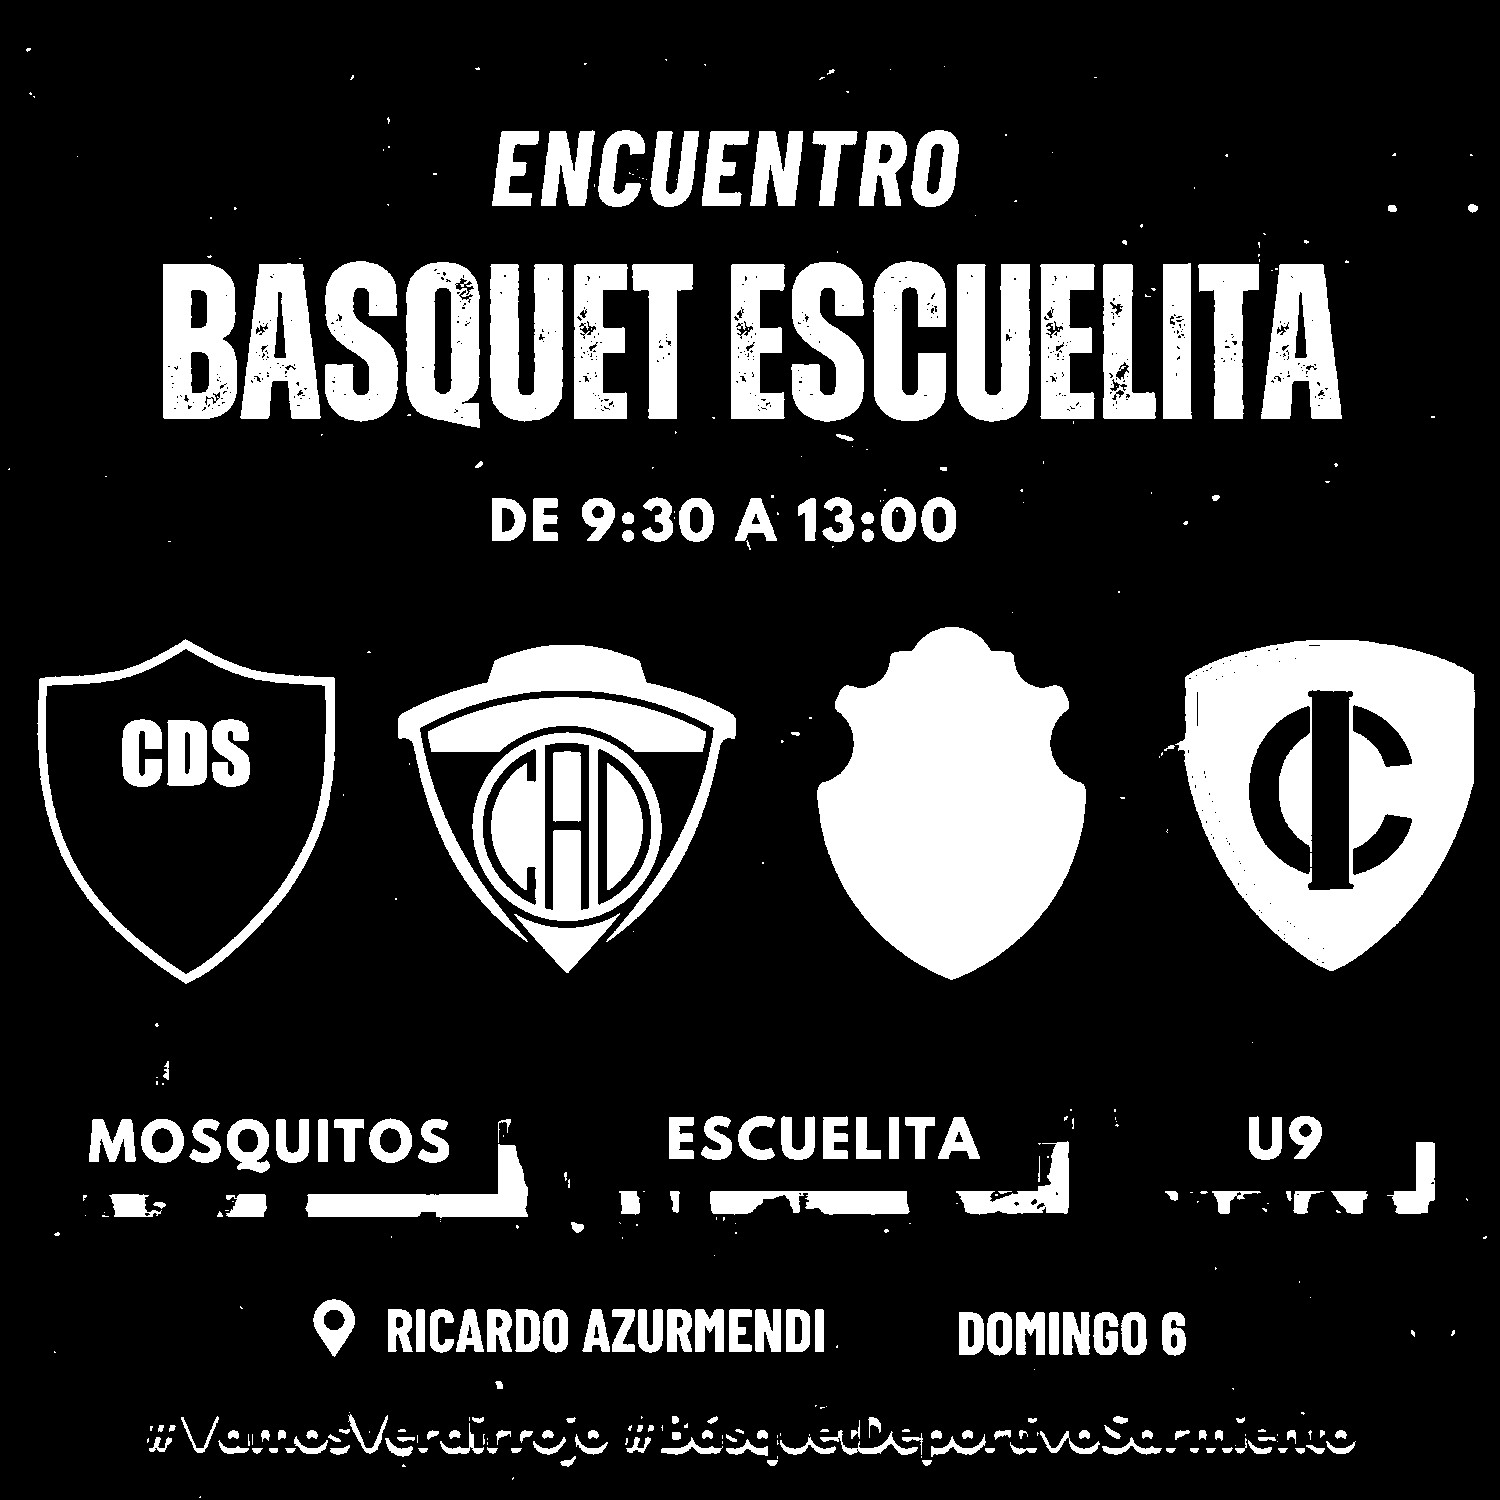 ENCUENTRO
BASQUET ESCUELITA
DE 9:30 A 13:00
CDS
CAD
CI
MOSQUITOS
ESCUELITA
U9
RICARDO AZURMENDI
DOMINGO 6
#VamosVerdirrojo #BásquetDeportivoSarmiento